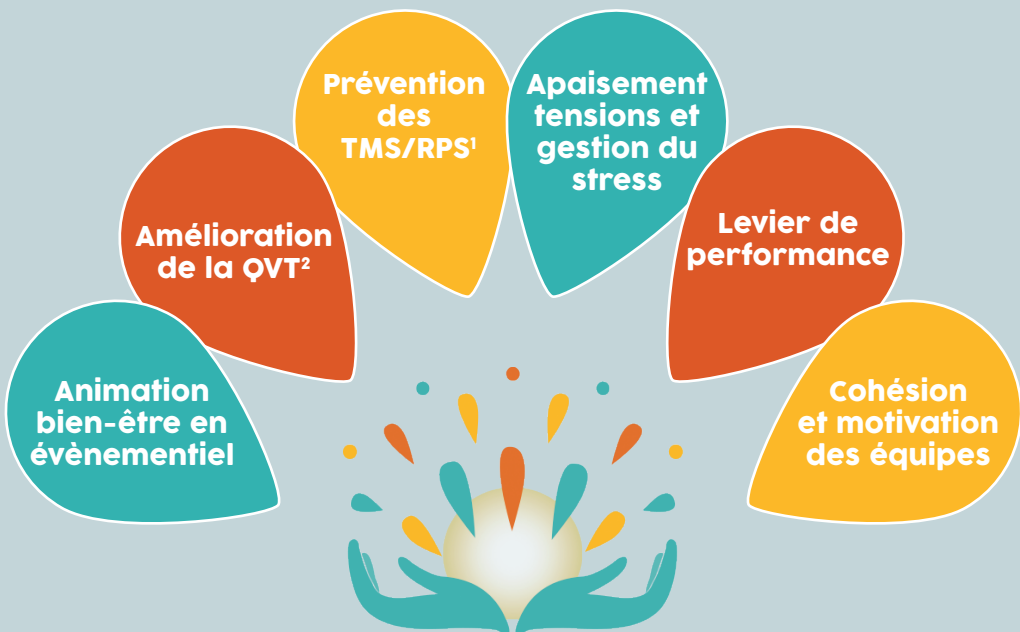 Animation
bien-être en
évènementiel
Amélioration
de la QVT²
Prévention
des
TMS/RPS¹
Apaisement
tensions et
gestion du
stress
Levier de
performance
Cohésion
et motivation
des équipes